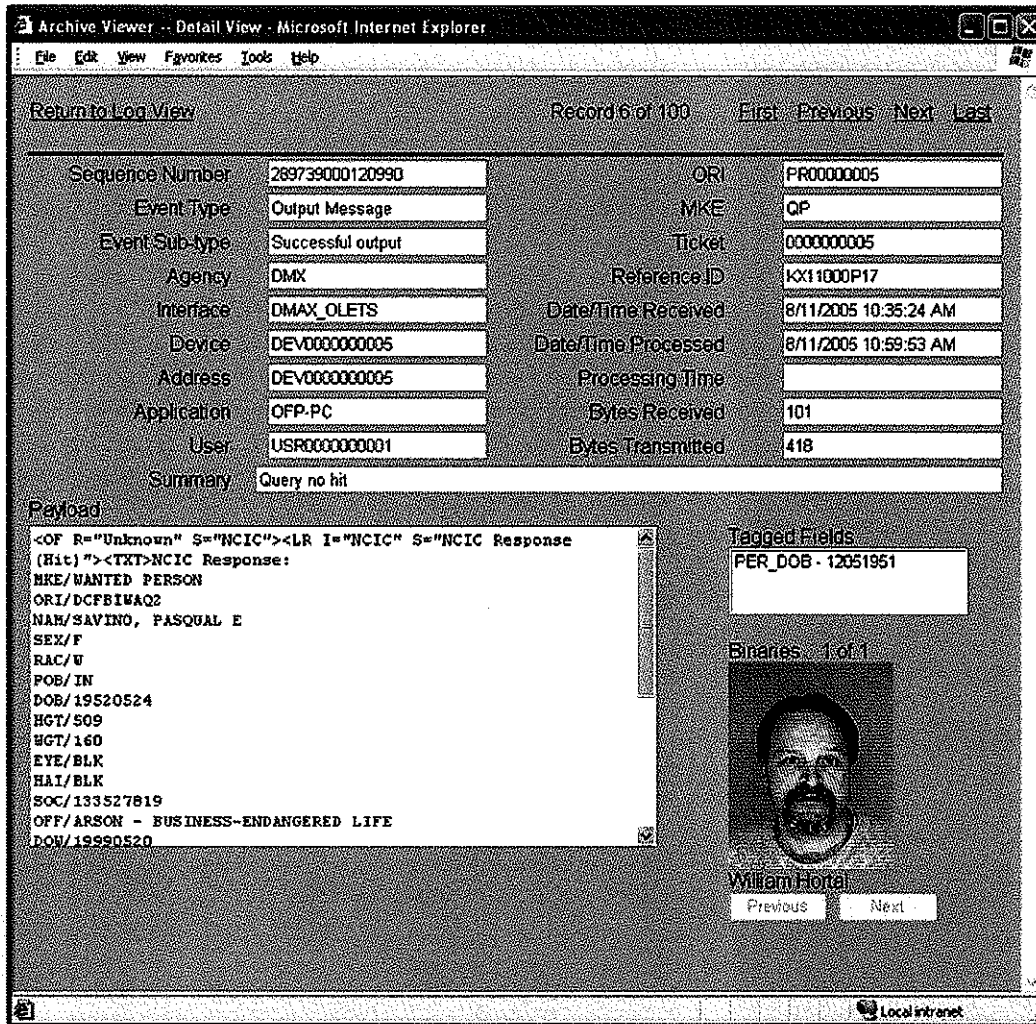 Archive Viewer -- Detail View - Microsoft Internet Explorer
File Edit View Favorites Tools Help
Return to Log View Record 6 of 100 First Previous Next Last
Sequence Number 289739000120990 ORI PR00000005
Event Type Output Message MKE QP
Event Sub-type Successful output Ticket 0000000005
Agency DMX Reference ID KX11000P17
Interface DMAX_OLETS Date/Time Received 8/11/2005 10:35:24 AM
Device DEV0000000005 Date/Time Processed 8/11/2005 10:59:53 AM
Address DEV0000000005 Processing Time
Application OFP-PC Bytes Received 101
User USR0000000001 Bytes Transmitted 418
Summary Query no hit
Payload
<OF R="Unknown" S="NCIC"><LR I="NCIC" S="NCIC Response
(Hit)"><TXT>NCIC Response:
MKE/WANTED PERSON
ORI/DCFBIWAQ2
NAM/SAVINO, PASQUAL E
SEX/F
RAC/W
POB/IN
DOB/19520524
HGT/509
WGT/160
EYE/BLK
HAI/BLK
SOC/133527819
OFF/ARSON - BUSINESS-ENDANGERED LIFE
DOW/19990520
Tagged Fields
PER_DOB - 12051951
Binaries 1 of 1
William Hortal
Previous Next
Local intranet